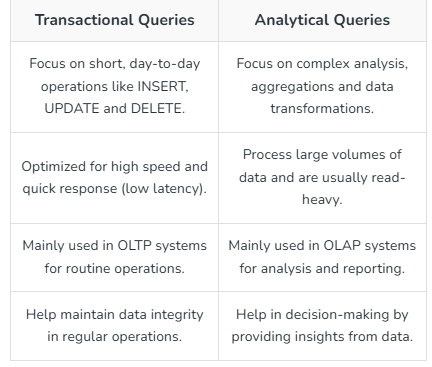 Transactional Queries
Analytical Queries
Focus on short, day-to-day
operations like INSERT,
UPDATE and DELETE.
Focus on complex analysis,
aggregations and data
transformations.
Optimized for high speed and
quick response (low latency).
Process large volumes of
data and are usually read-
heavy.
Mainly used in OLTP systems
for routine operations.
Mainly used in OLAP systems
for analysis and reporting.
Help maintain data integrity
in regular operations.
Help in decision-making by
providing insights from data.